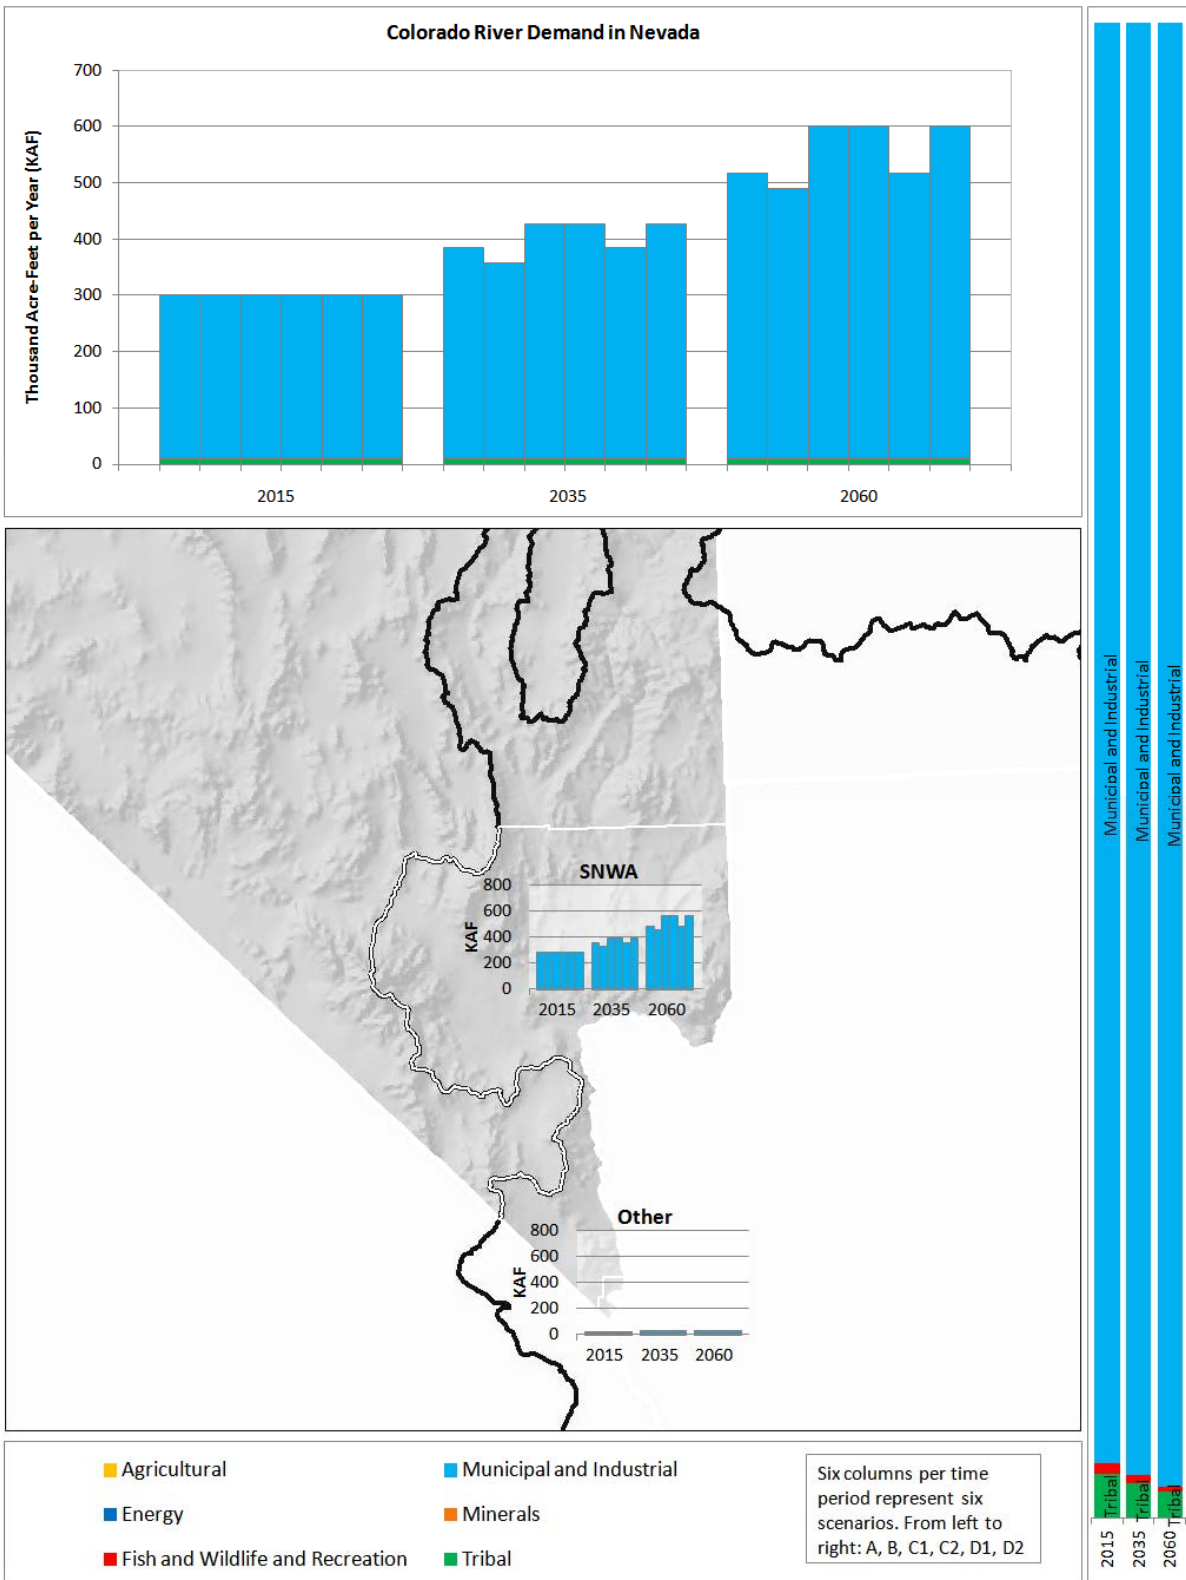 Colorado River Demand in Nevada
Thousand Acre-Feet per Year (KAF)
700
600
500
400
300
200
100
0
2015
2035
2060
SNWA
KAF
800
600
400
200
0
2015
2035
2060
Other
KAF
800
600
400
200
0
2015
2035
2060
Agricultural
Municipal and Industrial
Energy
Minerals
Fish and Wildlife and Recreation
Tribal
Six columns per time
period represent six
scenarios. From left to
right: A, B, C1, C2, D1, D2
Municipal and Industrial
Municipal and Industrial
Municipal and Industrial
Tribal
Tribal
Tribal
2015
2035
2060